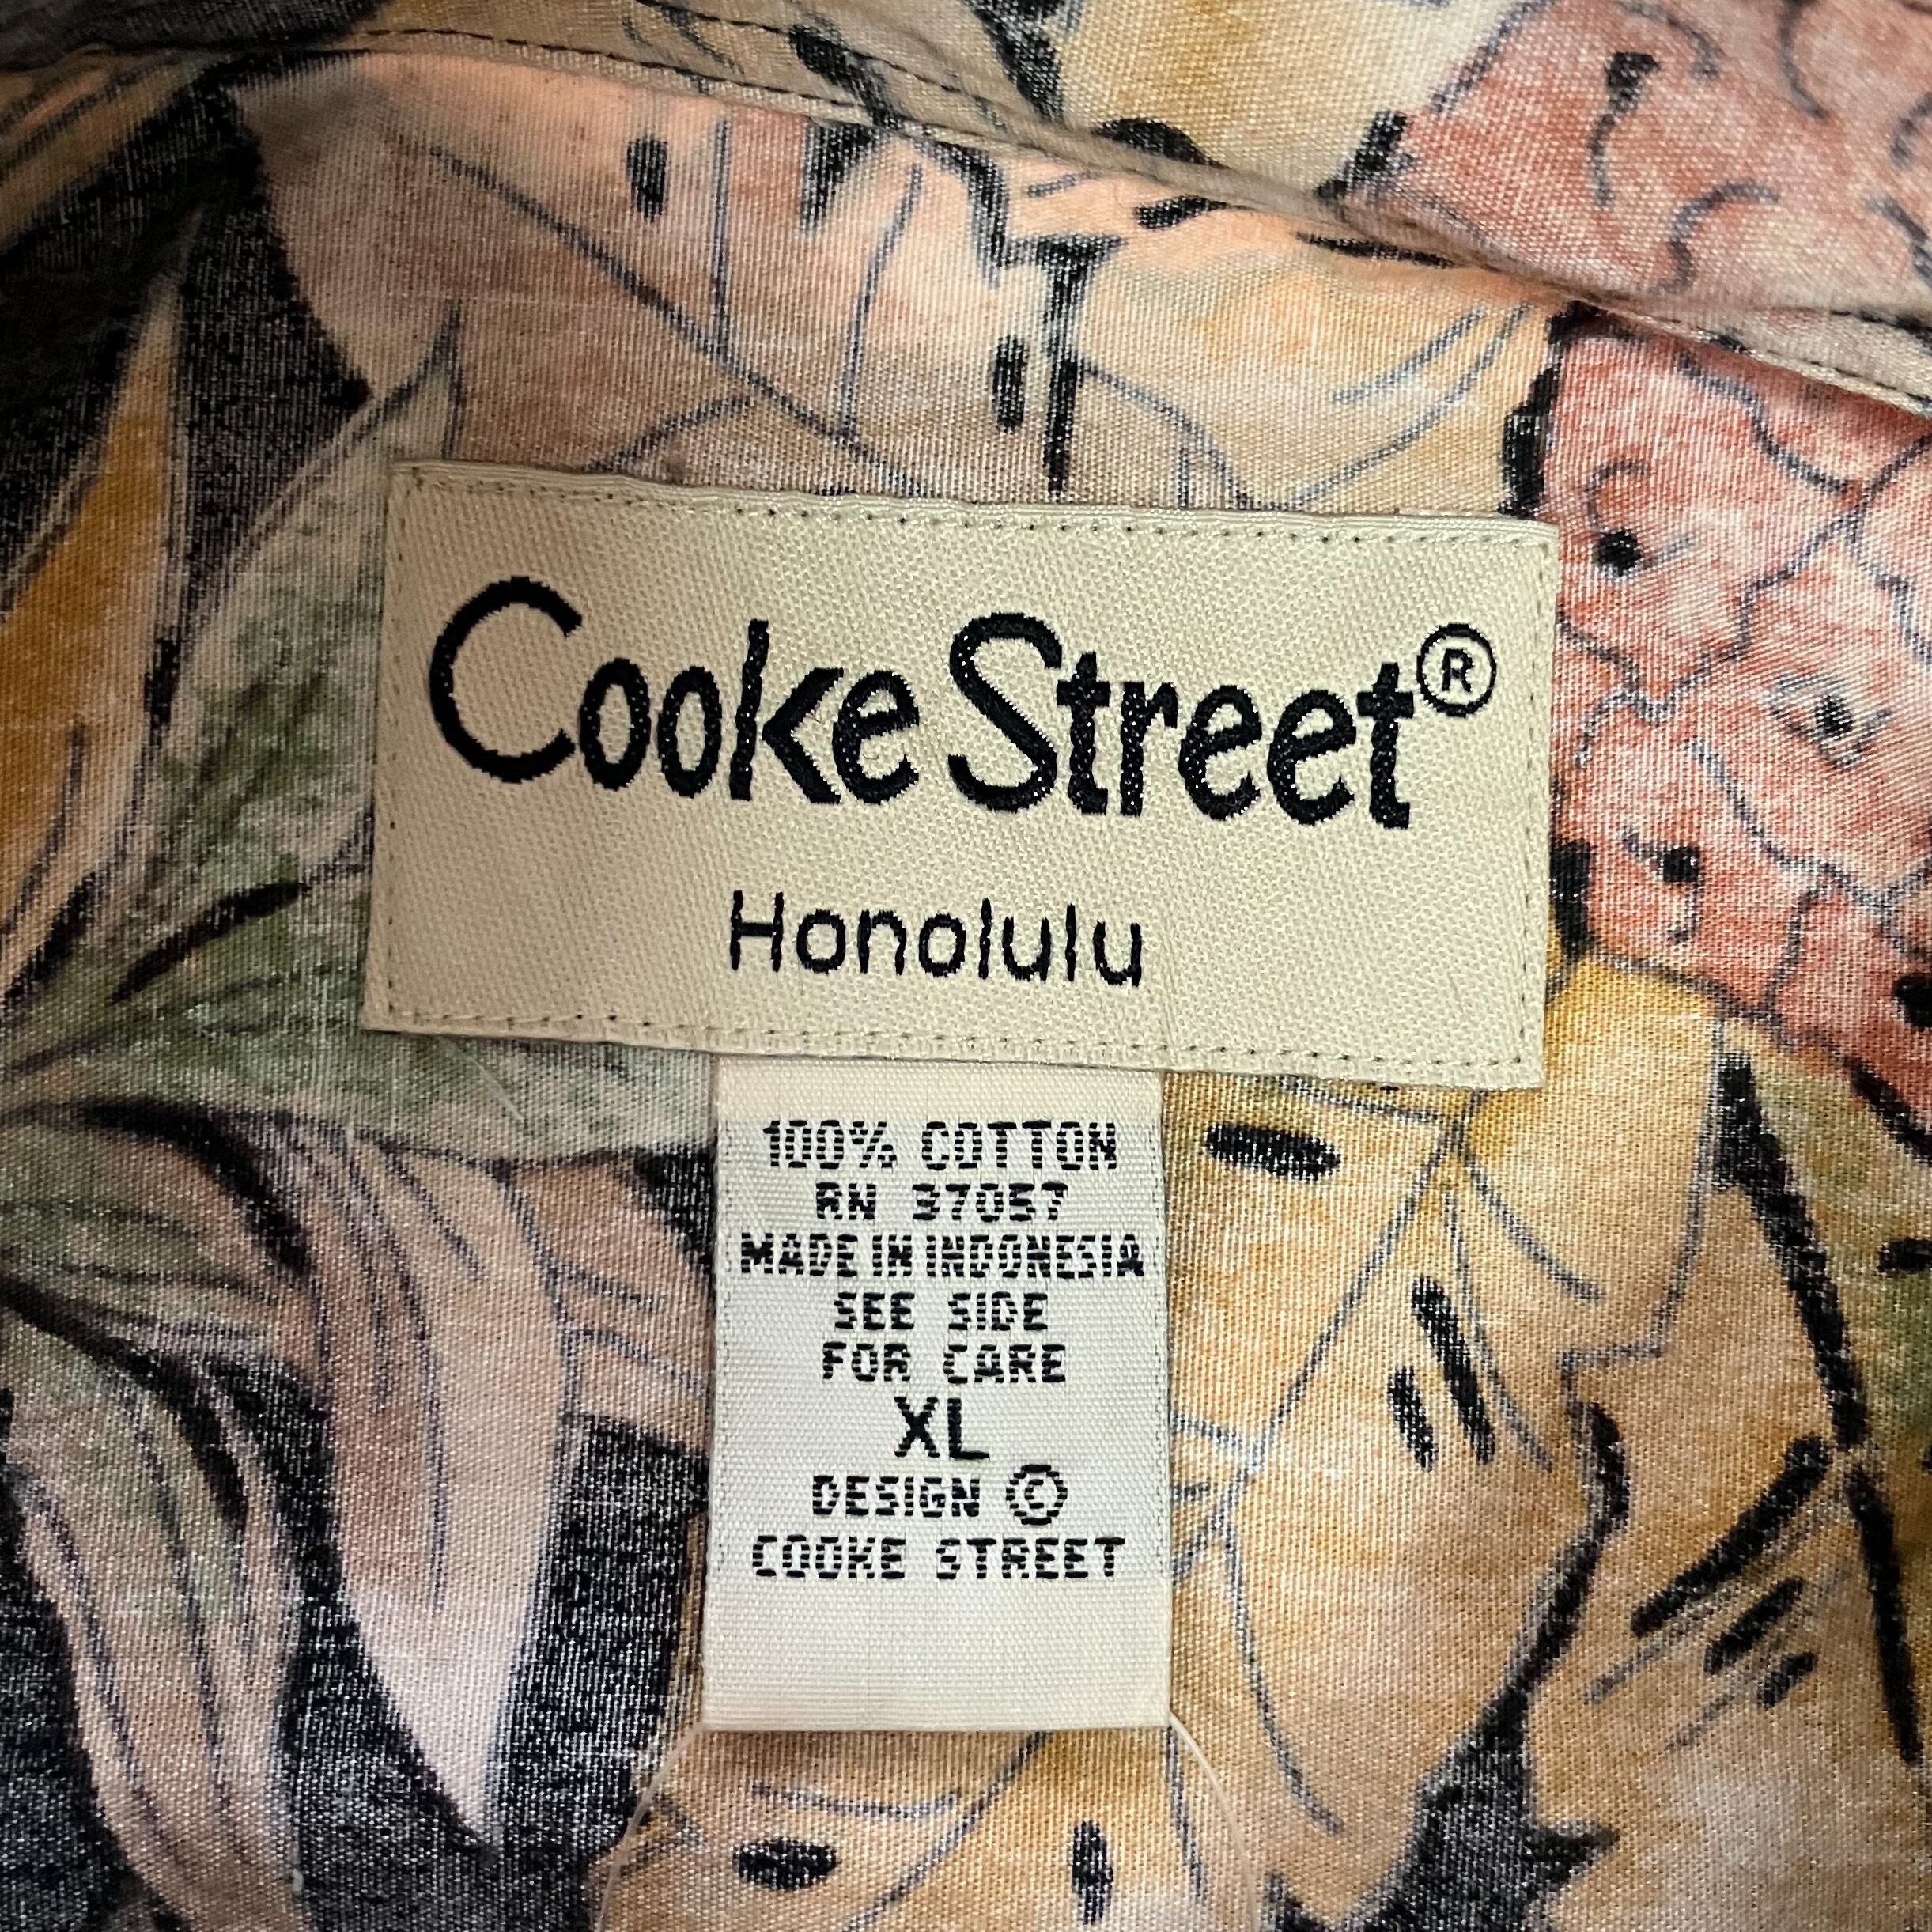 Cooke Street®
Honolulu
100% COTTON
RN 37057
MADE IN INDONESIA
SEE SIDE
FOR CARE
XL
DESIGN ©
COOKE STREET